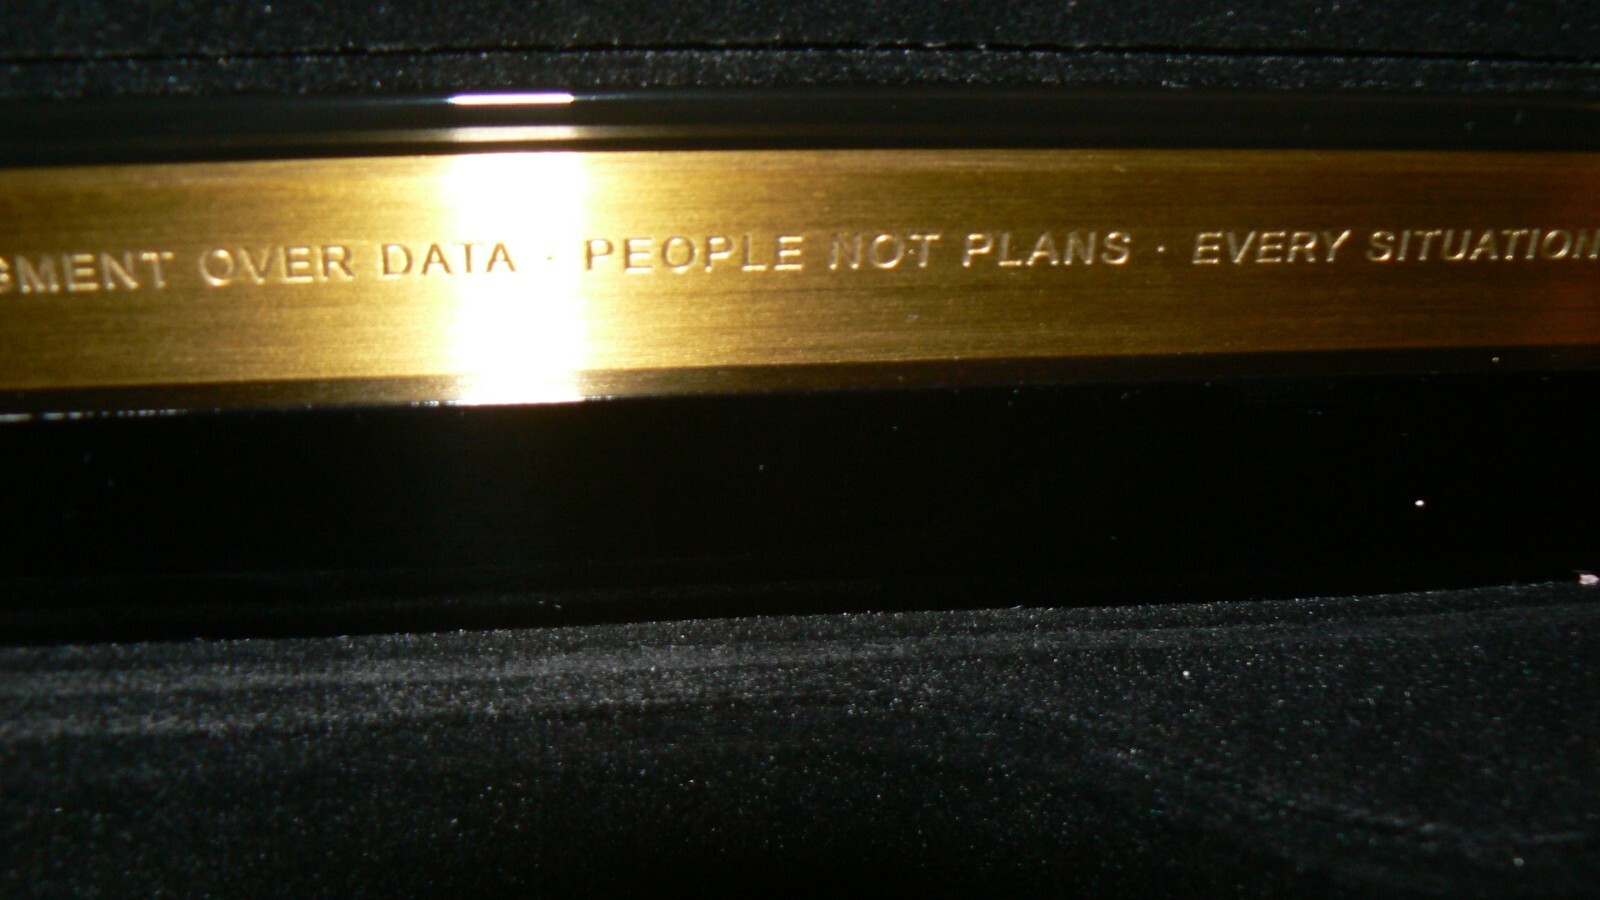 GMENT OVER DATA · PEOPLE NOT PLANS · EVERY SITUATION